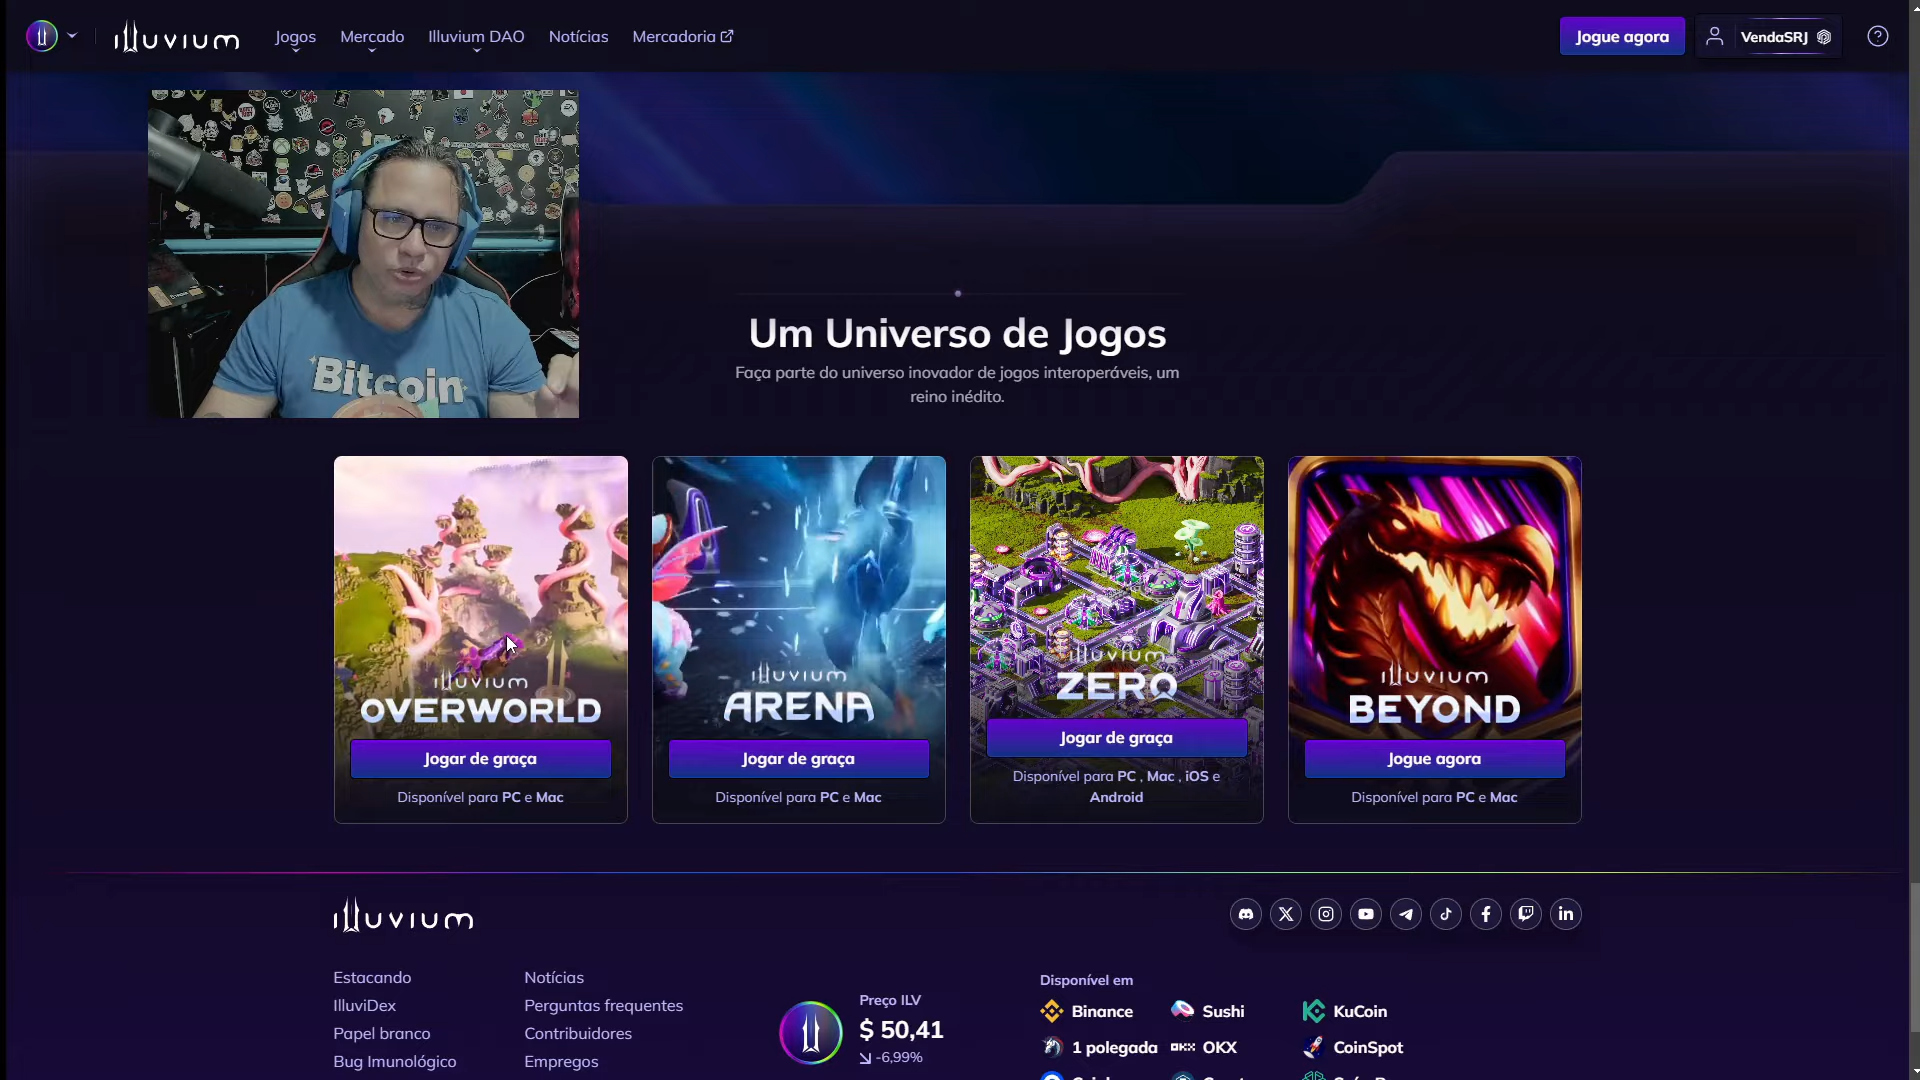 illuvium
Jogos
Mercado
Illuvium DAO
Notícias
Mercadoria
Jogue agora
VendaSRJ
Bitcoin
Um Universo de Jogos
Faça parte do universo inovador de jogos interoperáveis, um
reino inédito.
illuvium
OVERWORLD
Jogar de graça
Disponível para PC e Mac
illuvium
ARENA
Jogar de graça
Disponível para PC e Mac
illuvium
ZERO
Jogar de graça
Disponível para PC , Mac , iOS e
Android
illuvium
BEYOND
Jogue agora
Disponível para PC e Mac
illuvium
Estacando
IlluviDex
Papel branco
Bug Imunológico
Notícias
Perguntas frequentes
Contribuidores
Empregos
Preço ILV
$ 50,41
-6,99%
Disponível em
Binance
Sushi
KuCoin
1 polegada
OKX
CoinSpot